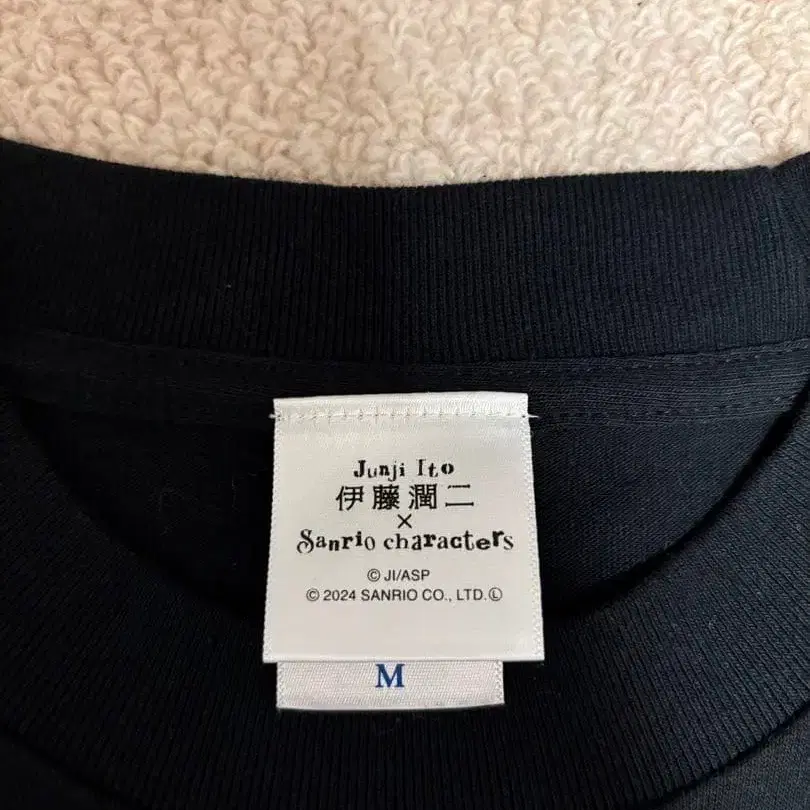 Junji Ito
伊藤潤二
×
Sanrio characters
© JI/ASP
© 2024 SANRIO CO., LTD. Ⓛ
M